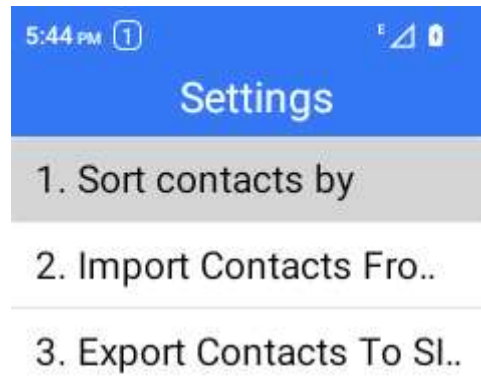 5:44 PM 1 E
Settings
1. Sort contacts by
2. Import Contacts Fro..
3. Export Contacts To SI..